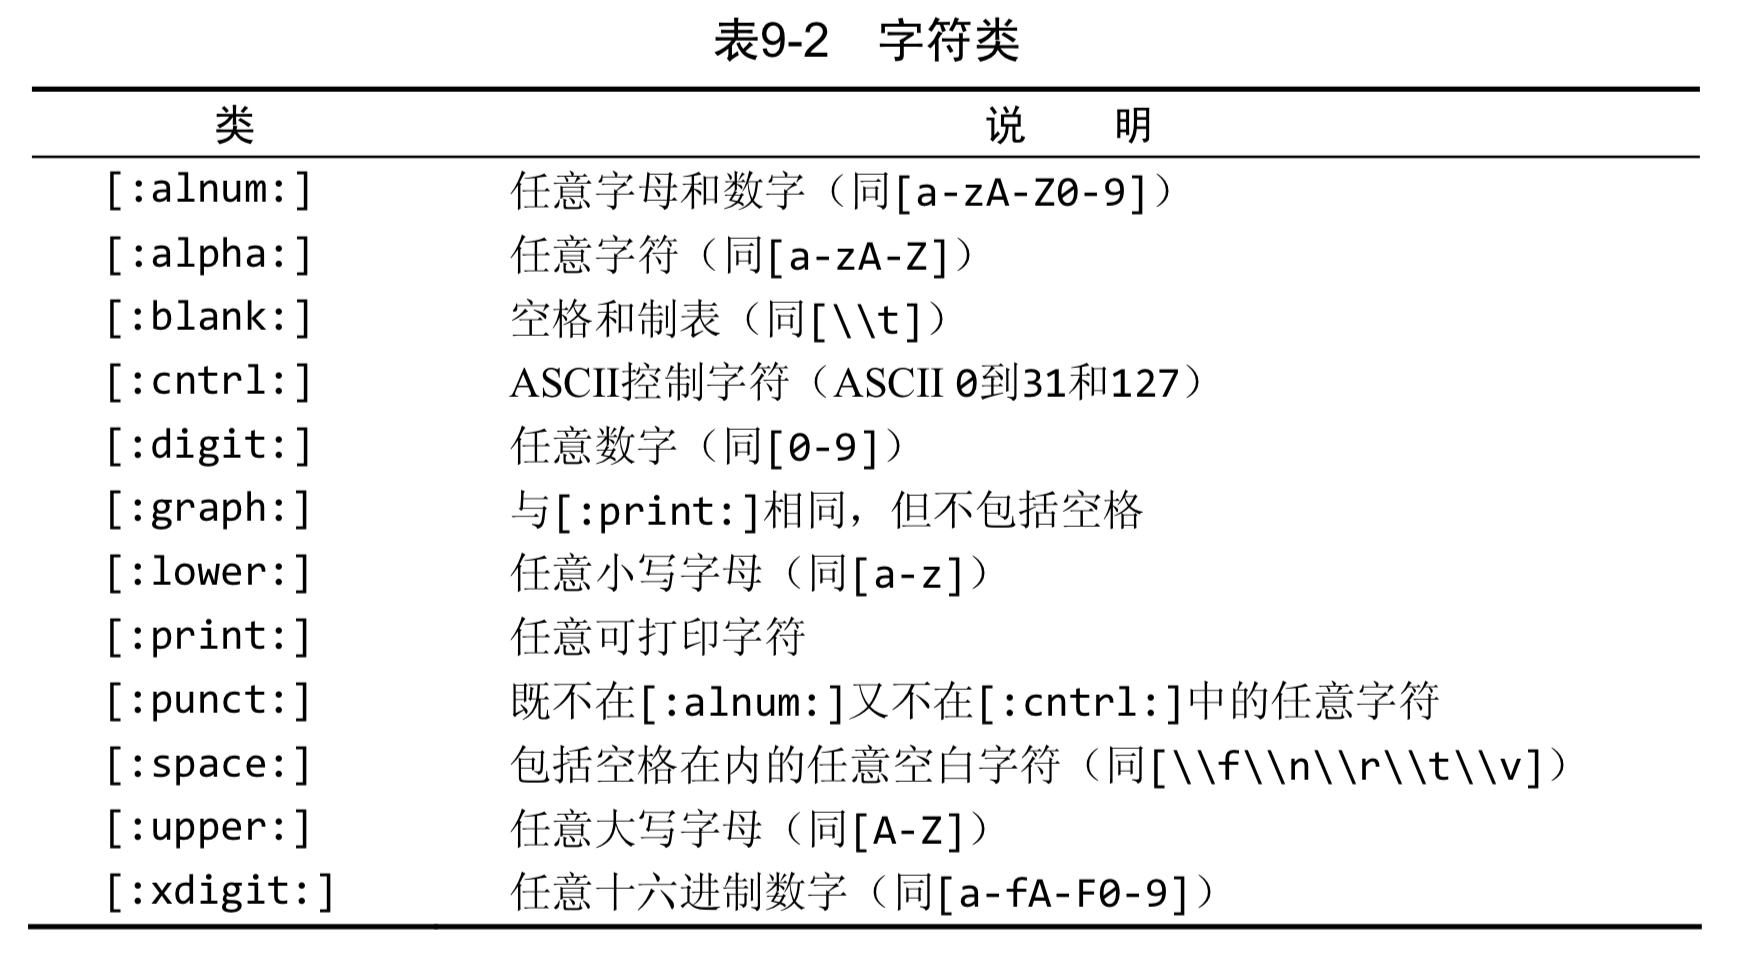 表9-2 字符类
类 说 明
[:alnum:] 任意字母和数字（同[a-zA-Z0-9]）
[:alpha:] 任意字符（同[a-zA-Z]）
[:blank:] 空格和制表（同[\\t]）
[:cntrl:] ASCII控制字符（ASCII 0到31和127）
[:digit:] 任意数字（同[0-9]）
[:graph:] 与[:print:]相同，但不包括空格
[:lower:] 任意小写字母（同[a-z]）
[:print:] 任意可打印字符
[:punct:] 既不在[:alnum:]又不在[:cntrl:]中的任意字符
[:space:] 包括空格在内的任意空白字符（同[\\f\\n\\r\\t\\v]）
[:upper:] 任意大写字母（同[A-Z]）
[:xdigit:] 任意十六进制数字（同[a-fA-F0-9]）